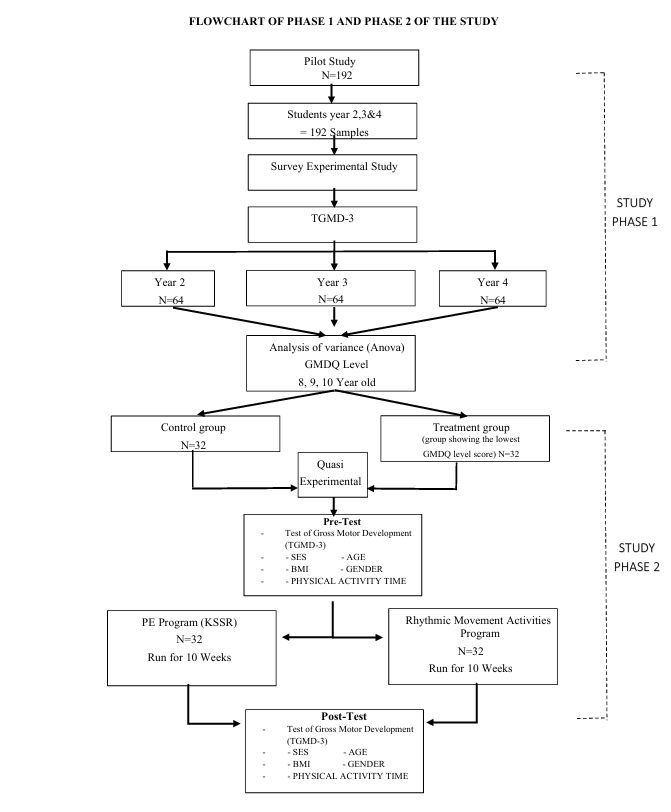 FLOWCHART OF PHASE 1 AND PHASE 2 OF THE STUDY
Pilot Study
N=192
Students year 2,3&4
= 192 Samples
Survey Experimental Study
TGMD-3
STUDY
PHASE 1
Year 2
N=64
Year 3
N=64
Year 4
N=64
Analysis of variance (Anova)
GMDQ Level
8, 9, 10 Year old
Control group
N=32
Treatment group
(group showing the lowest
GMDQ level score) N=32
Quasi
Experimental
Pre-Test
- Test of Gross Motor Development
(TGMD-3)
- - SES - AGE
- - BMI - GENDER
- - PHYSICAL ACTIVITY TIME
STUDY
PHASE 2
PE Program (KSSR)
N=32
Run for 10 Weeks
Rhythmic Movement Activities
Program
N=32
Run for 10 Weeks
Post-Test
- Test of Gross Motor Development
(TGMD-3)
- - SES - AGE
- - BMI - GENDER
- - PHYSICAL ACTIVITY TIME